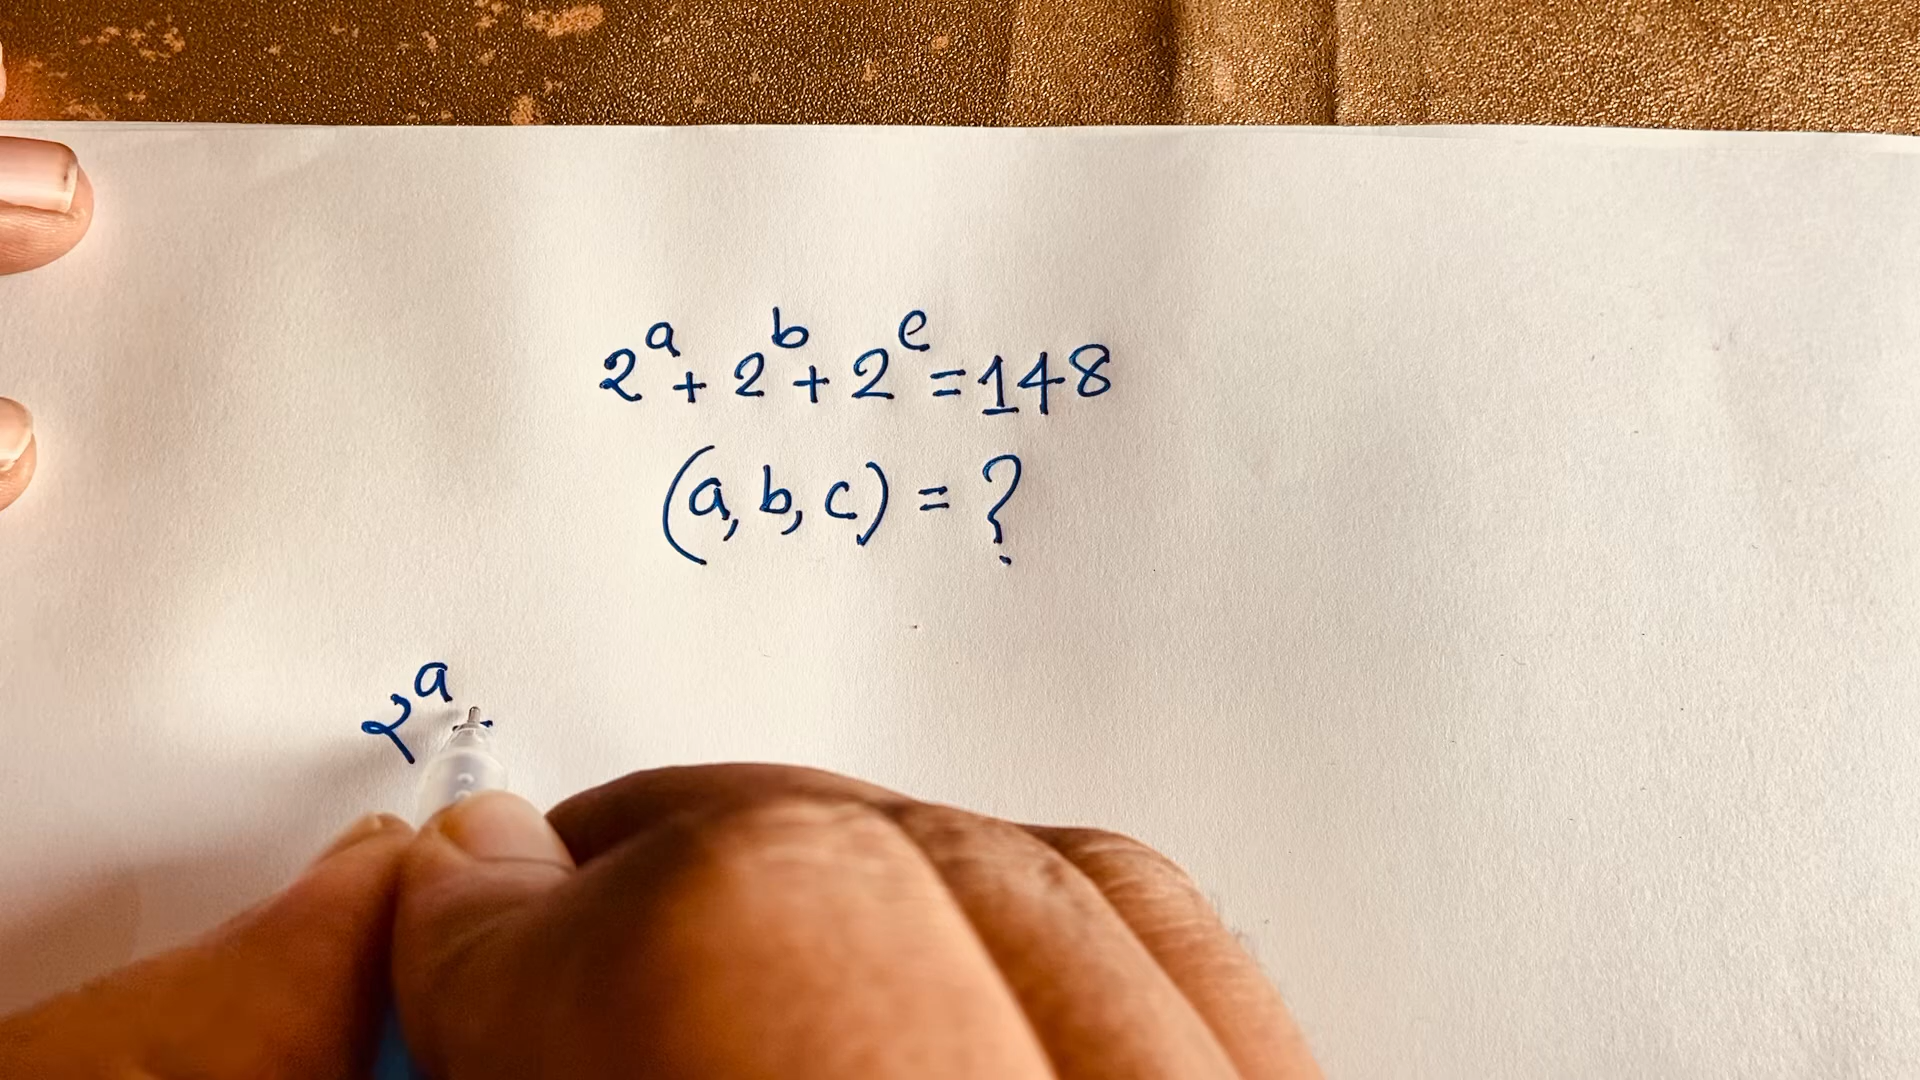 2^a + 2^b + 2^c = 148
(a, b, c) = ?
2^a